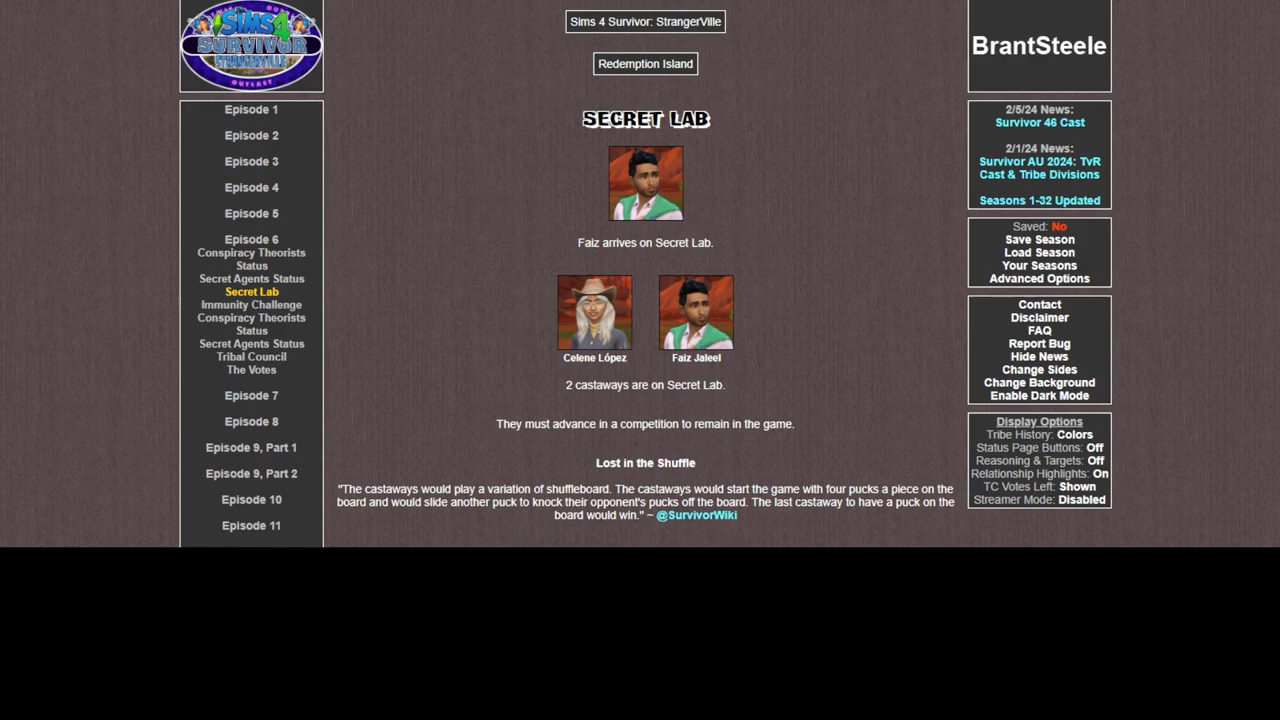 SiMS 4
SURVIVOR
STRANGERVILLE
OUTLAST
Episode 1
Episode 2
Episode 3
Episode 4
Episode 5
Episode 6
Conspiracy Theorists
Status
Secret Agents Status
Secret Lab
Immunity Challenge
Conspiracy Theorists
Status
Secret Agents Status
Tribal Council
The Votes
Episode 7
Episode 8
Episode 9, Part 1
Episode 9, Part 2
Episode 10
Episode 11
Sims 4 Survivor: StrangerVille
Redemption Island
SECRET LAB
Faiz arrives on Secret Lab.
Celene López
Faiz Jaleel
2 castaways are on Secret Lab.
They must advance in a competition to remain in the game.
Lost in the Shuffle
"The castaways would play a variation of shuffleboard. The castaways would start the game with four pucks a piece on the
board and would slide another puck to knock their opponent's pucks off the board. The last castaway to have a puck on the
board would win." ~ @SurvivorWiki
BrantSteele
2/5/24 News:
Survivor 46 Cast
2/1/24 News:
Survivor AU 2024: TvR
Cast & Tribe Divisions
Seasons 1-32 Updated
Saved: No
Save Season
Load Season
Your Seasons
Advanced Options
Contact
Disclaimer
FAQ
Report Bug
Hide News
Change Sides
Change Background
Enable Dark Mode
Display Options
Tribe History: Colors
Status Page Buttons: Off
Reasoning & Targets: Off
Relationship Highlights: On
TC Votes Left: Shown
Streamer Mode: Disabled